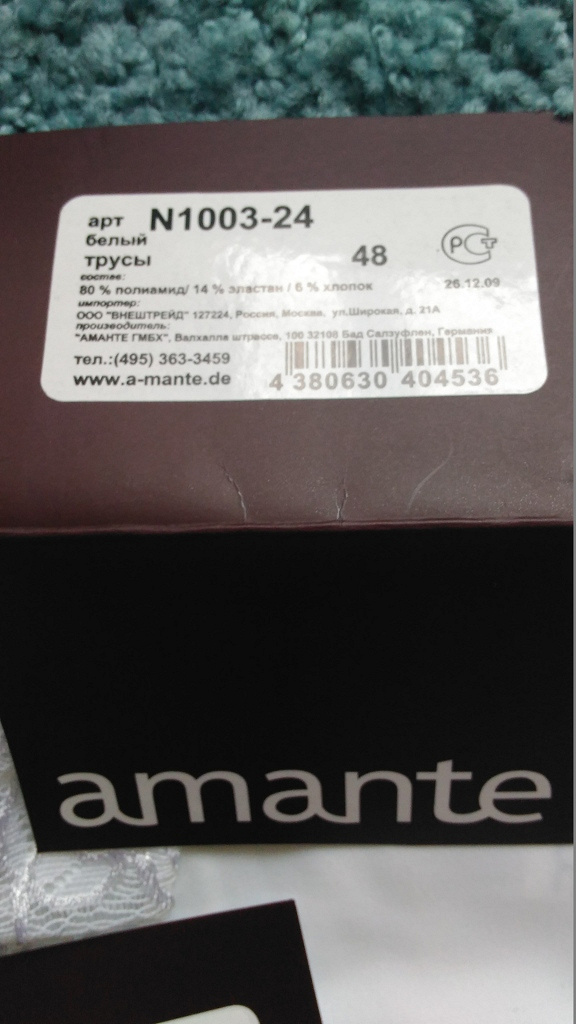 арт N1003-24
белый
трусы 48
состав:
80 % полиамид/ 14 % эластан / 6 % хлопок 26.12.09
импортер:
ООО "ВНЕШТРЕЙД" 127224, Россия, Москва, ул.Широкая, д. 21А
производитель:
"АМАНТЕ ГМБХ", Валхалла штрассе, 100 32108 Бад Салзуфлен, Германия
тел.:(495) 363-3459
www.a-mante.de 4 380630 404536
amante